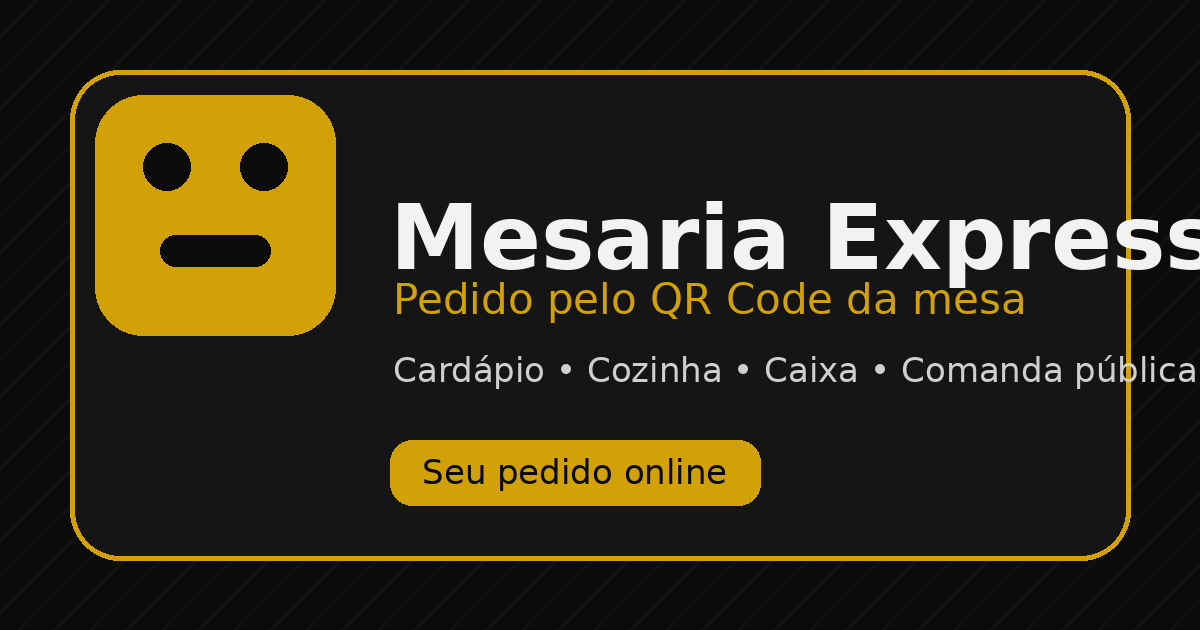 Mesaria Express
Pedido pelo QR Code da mesa
Cardápio • Cozinha • Caixa • Comanda pública
Seu pedido online